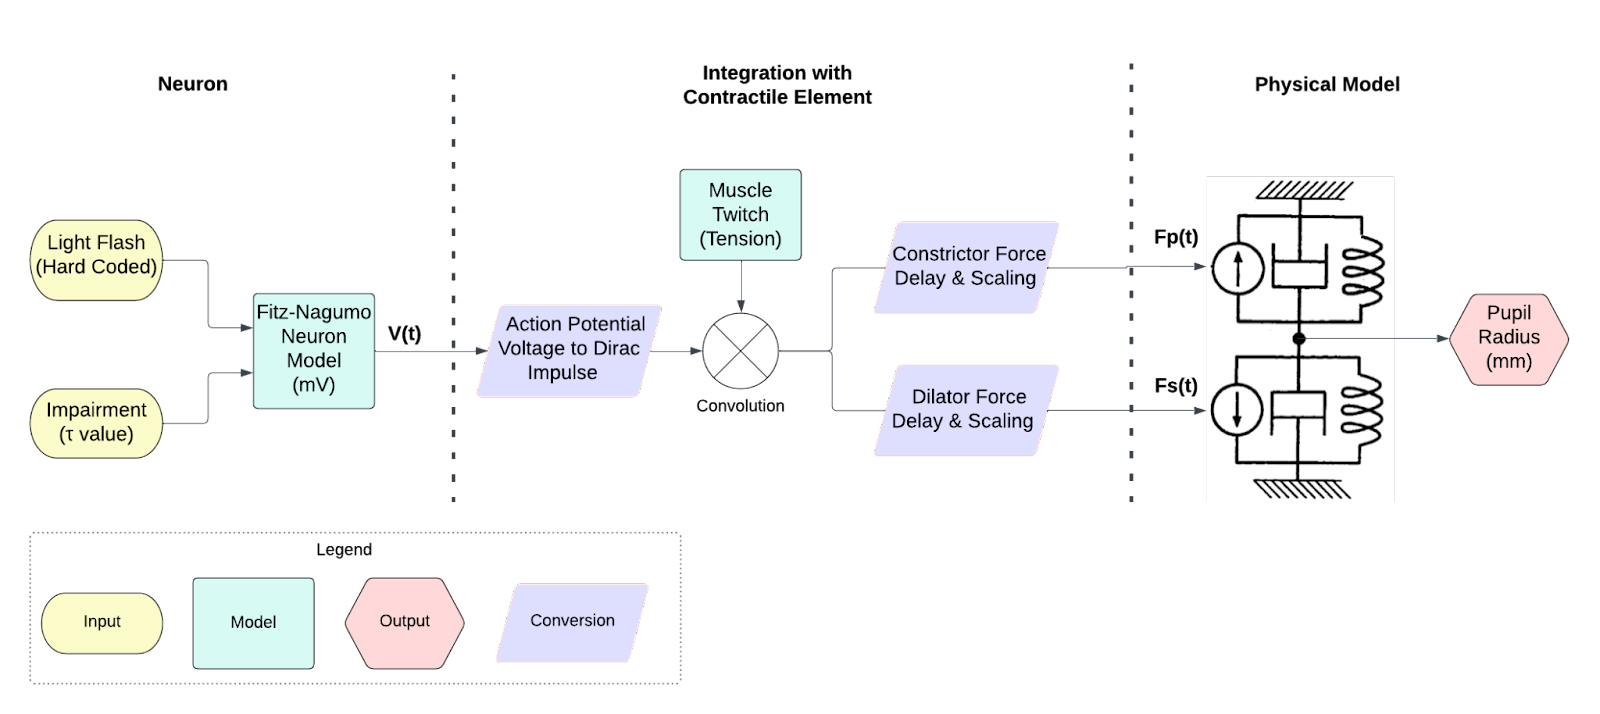 Neuron
Integration with
Contractile Element
Physical Model
Light Flash
(Hard Coded)
Impairment
(τ value)
Fitz-Nagumo
Neuron
Model
(mV)
V(t)
Action Potential
Voltage to Dirac
Impulse
Muscle
Twitch
(Tension)
Convolution
Constrictor Force
Delay & Scaling
Dilator Force
Delay & Scaling
Fp(t)
Fs(t)
Pupil
Radius
(mm)
Legend
Input
Model
Output
Conversion